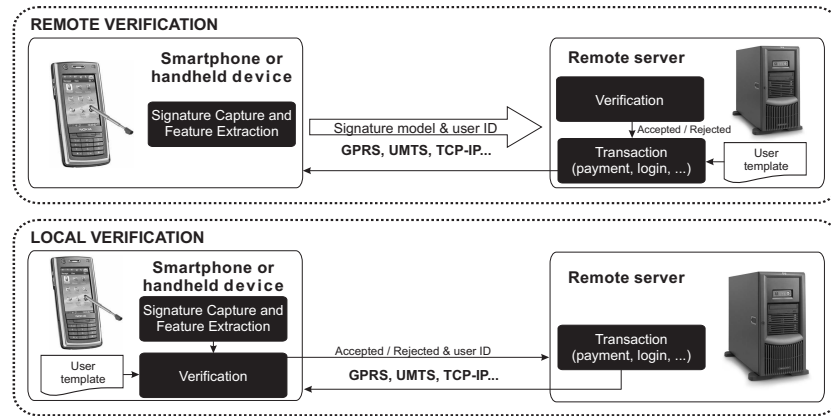 REMOTE VERIFICATION
Smartphone or
handheld device
Signature Capture and
Feature Extraction
Signature model & user ID
GPRS, UMTS, TCP-IP...
Remote server
Verification
Accepted / Rejected
Transaction
(payment, login, ...)
User
template
LOCAL VERIFICATION
Smartphone or
handheld device
Signature Capture and
Feature Extraction
User
template
Verification
Accepted / Rejected & user ID
GPRS, UMTS, TCP-IP...
Remote server
Transaction
(payment, login, ...)